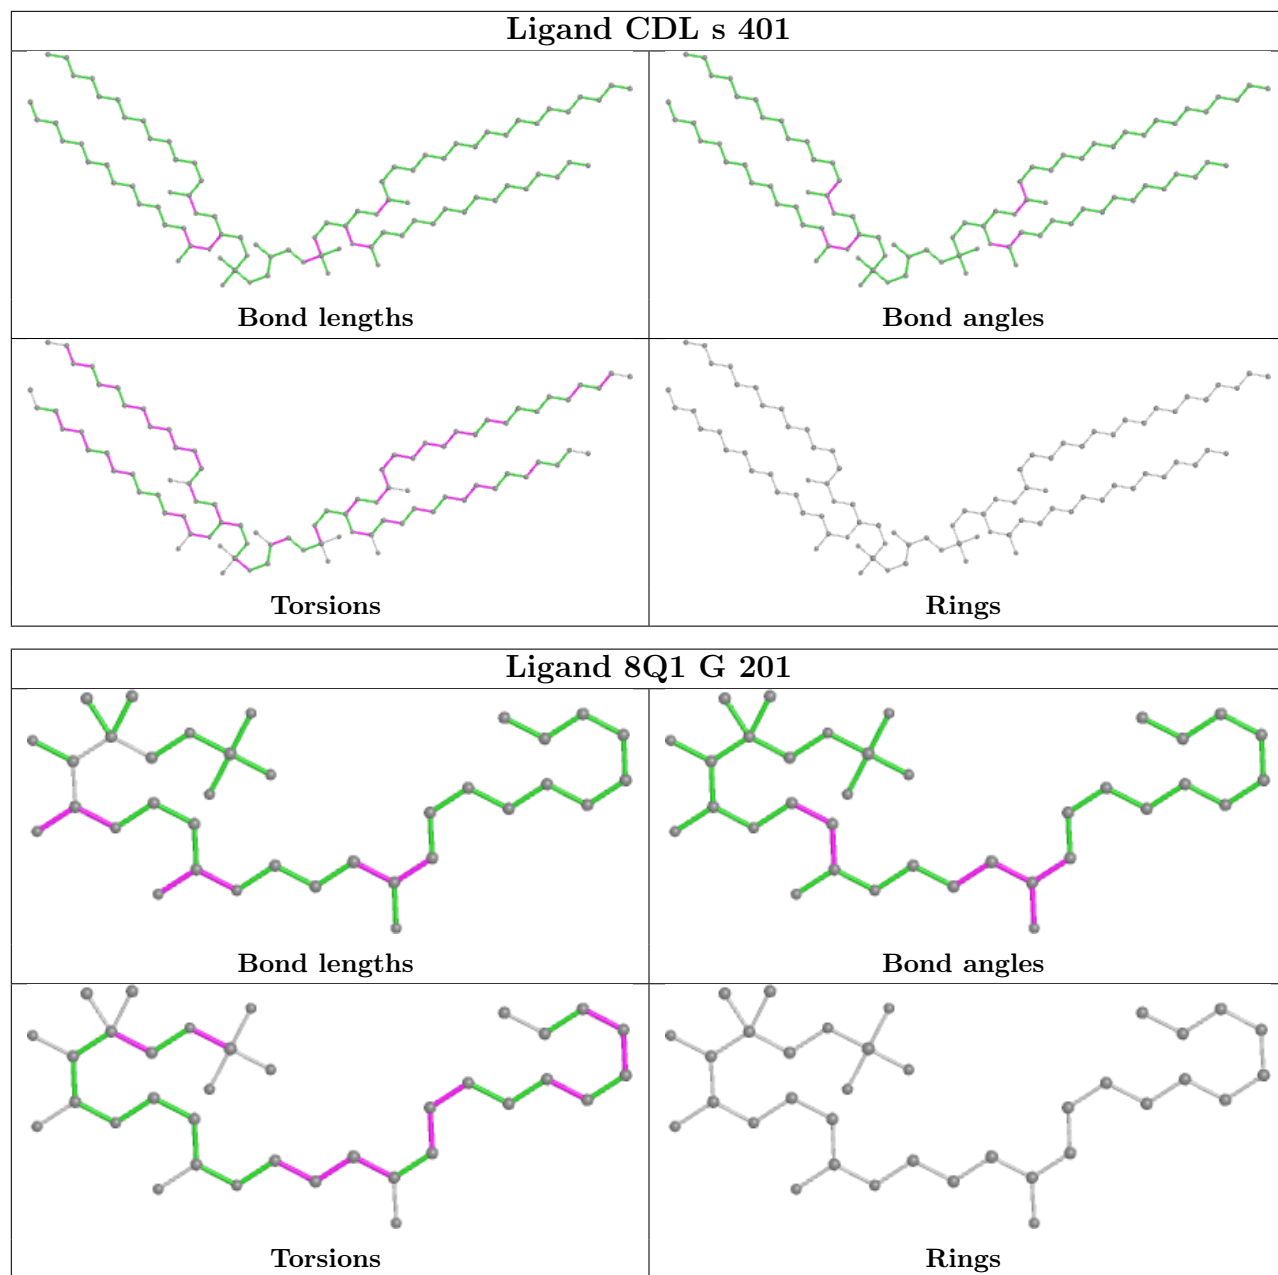 Ligand CDL s 401
Bond lengths
Bond angles
Torsions
Rings
Ligand 8Q1 G 201
Bond lengths
Bond angles
Torsions
Rings